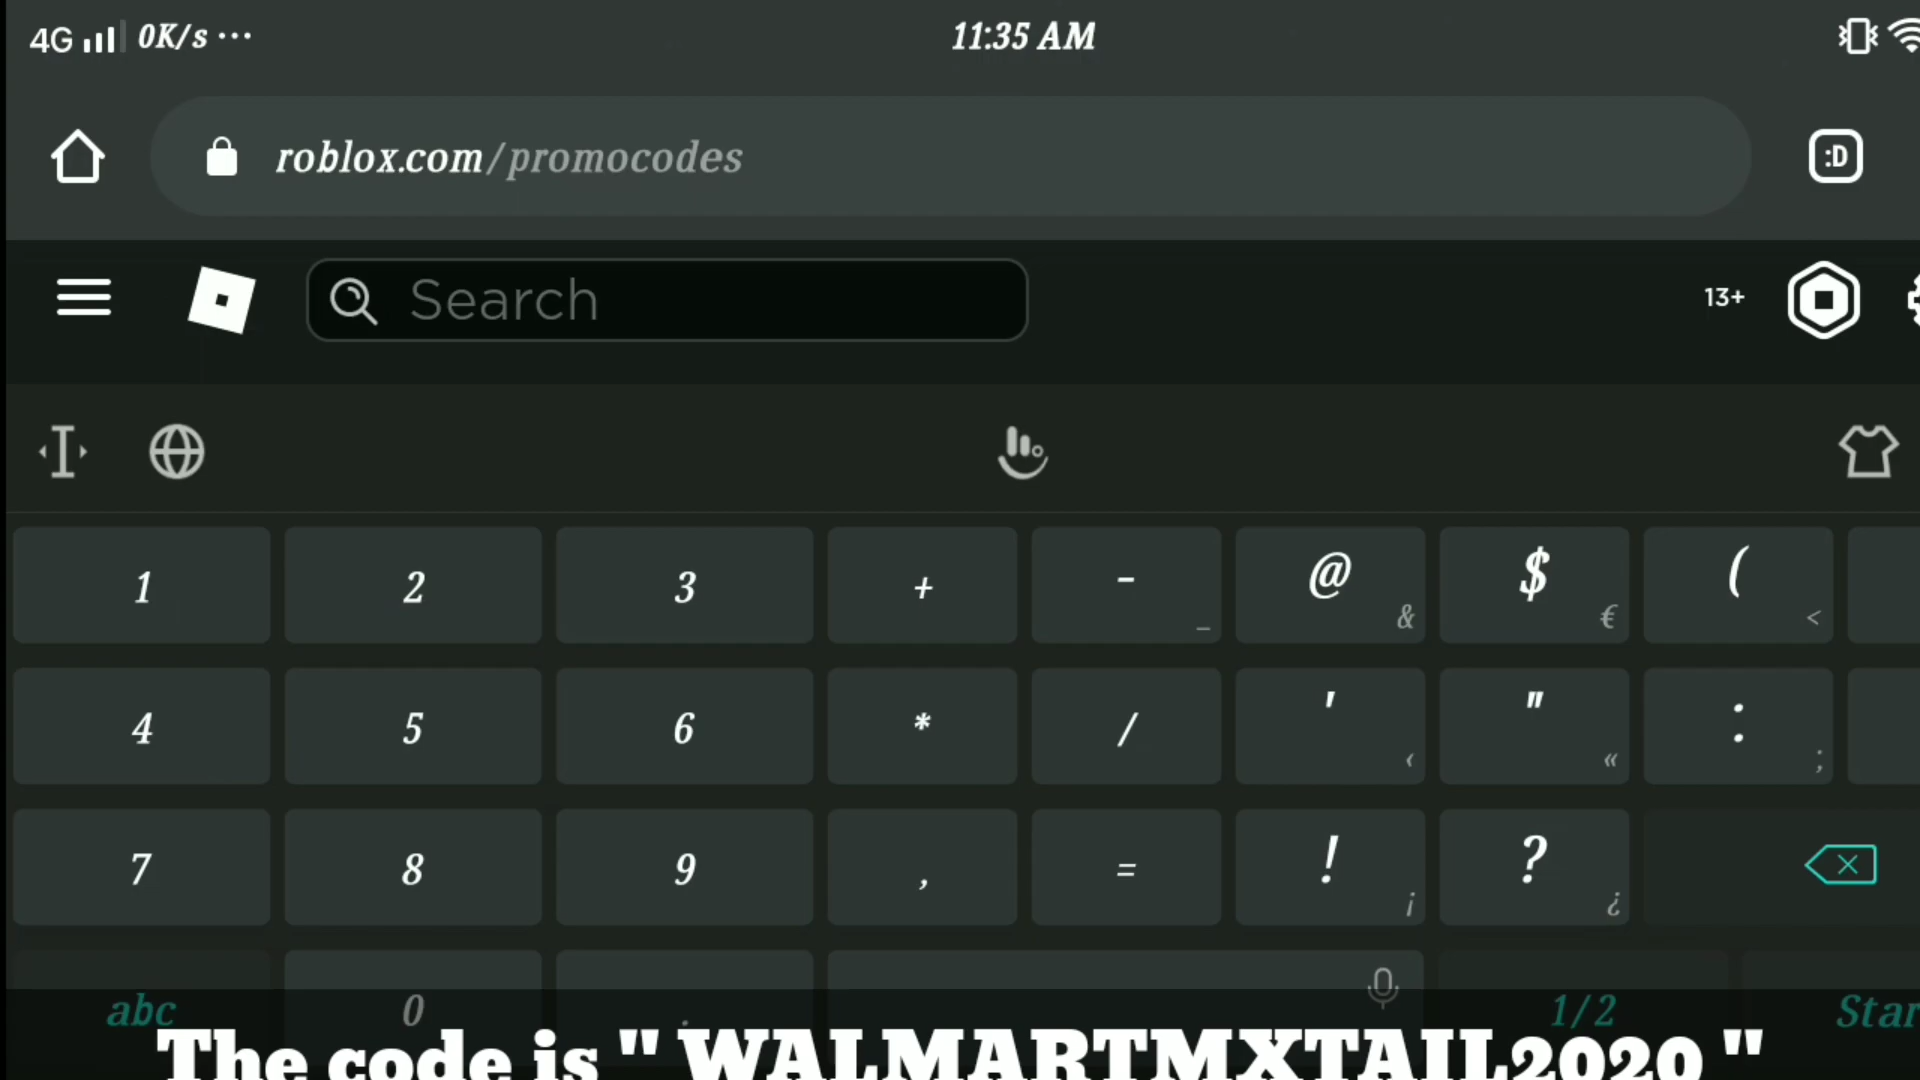 4G 0K/s ... 11:35 AM
roblox.com/promocodes :D
Search 13+
1 2 3 + - _ @ & $ € ( <
4 5 6 * / ' ‹ " « : ;
7 8 9 , = ! ¡ ? ¿
abc 0 . 1/2 Star
The code is " WALMARTMXTAIL2020 "